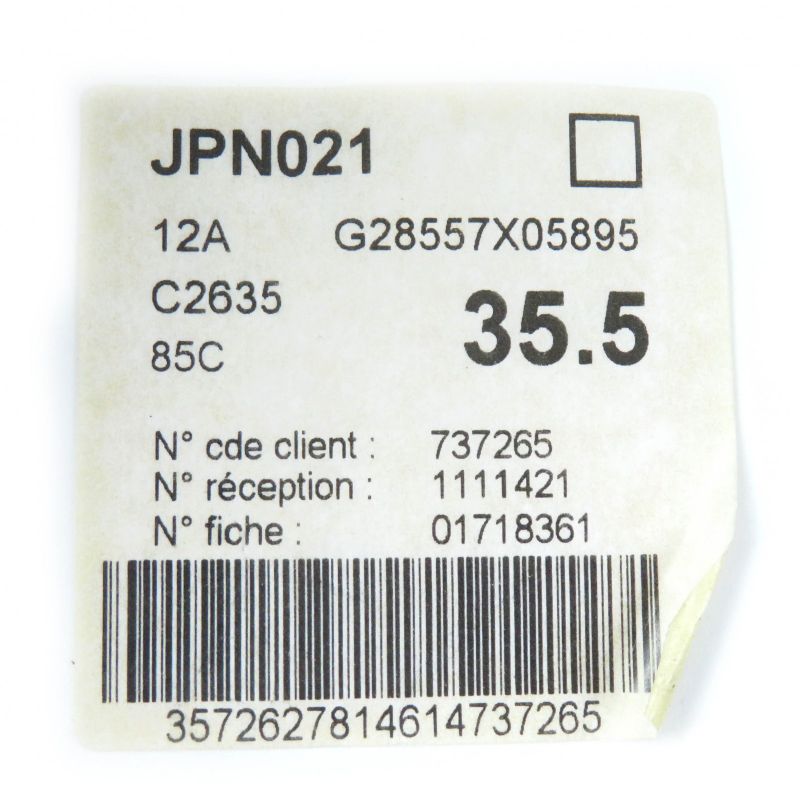 JPN021
12A G28557X05895
C2635
35.5
85C
N° cde client : 737265
N° réception : 1111421
N° fiche : 01718361
3572627814614737265